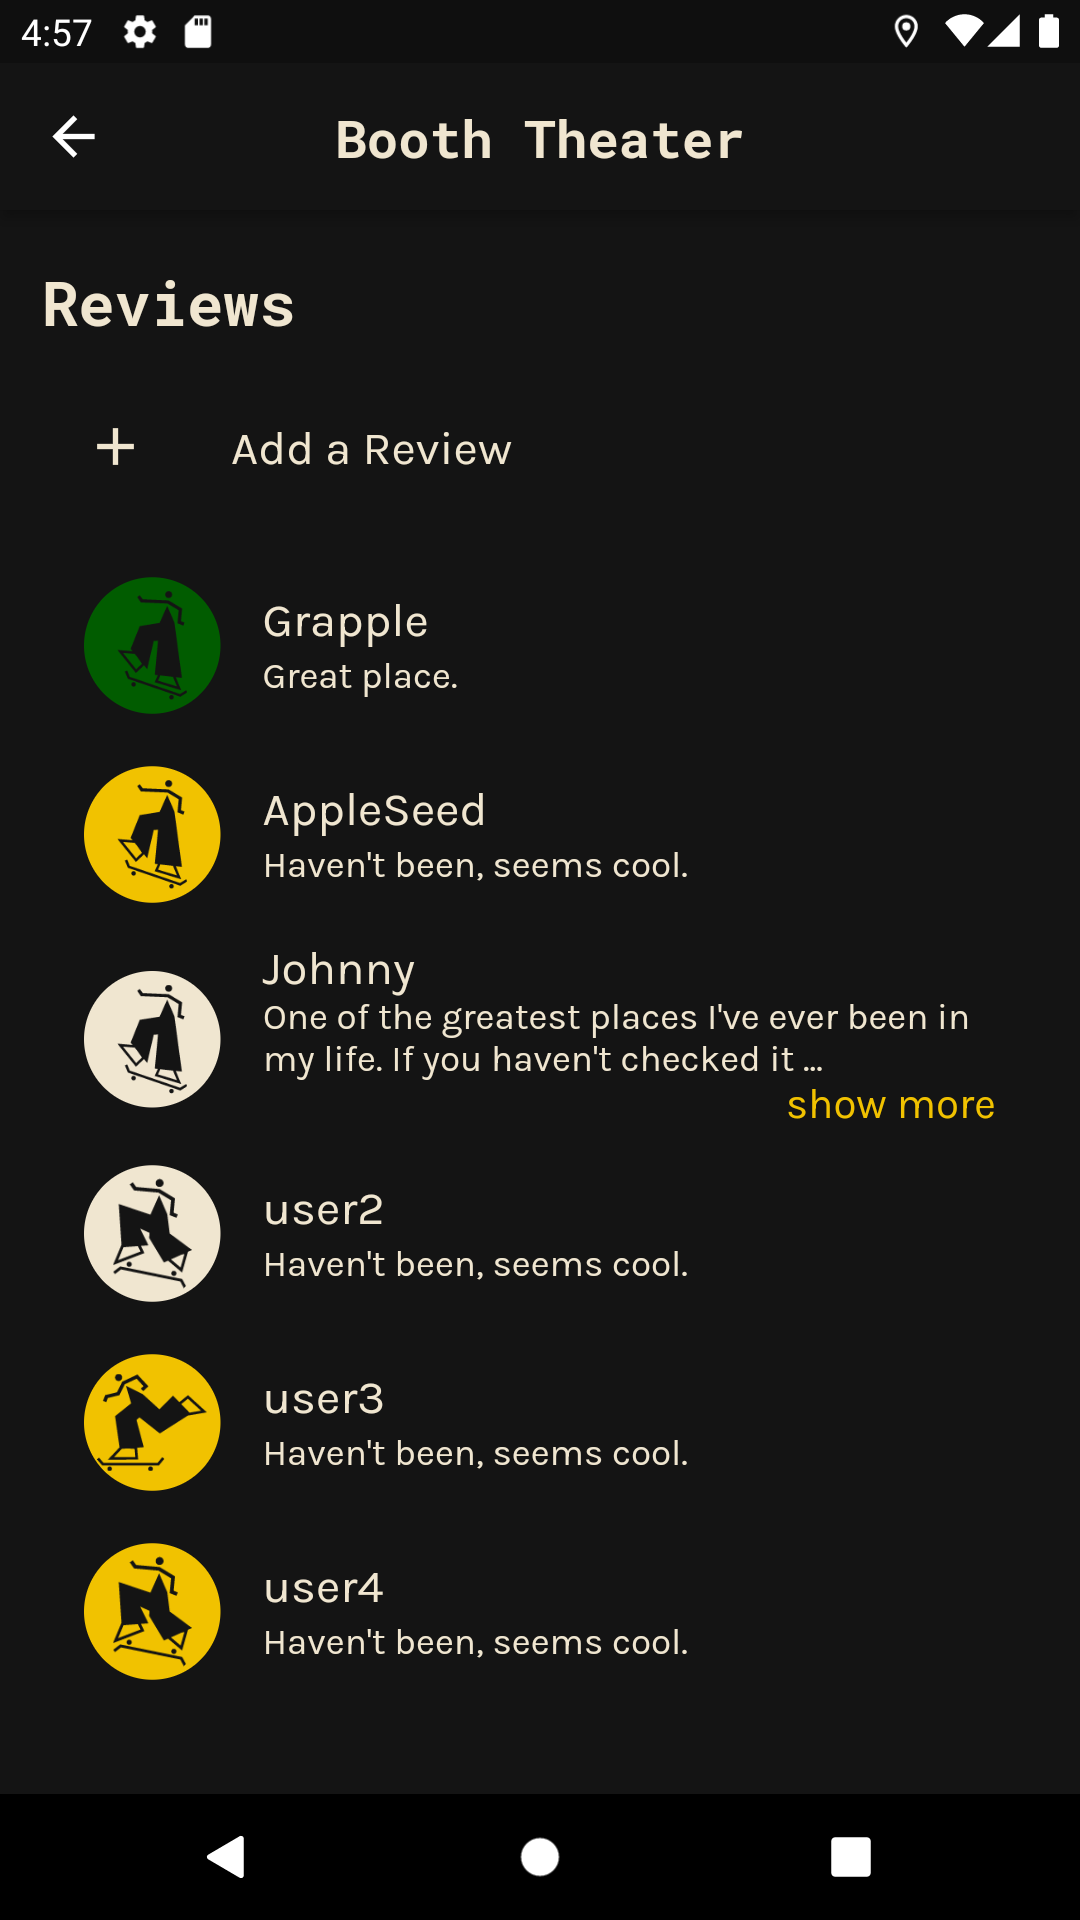 4:57
Booth Theater
Reviews
Add a Review
Grapple
Great place.
AppleSeed
Haven't been, seems cool.
Johnny
One of the greatest places I've ever been in
my life. If you haven't checked it ...
show more
user2
Haven't been, seems cool.
user3
Haven't been, seems cool.
user4
Haven't been, seems cool.